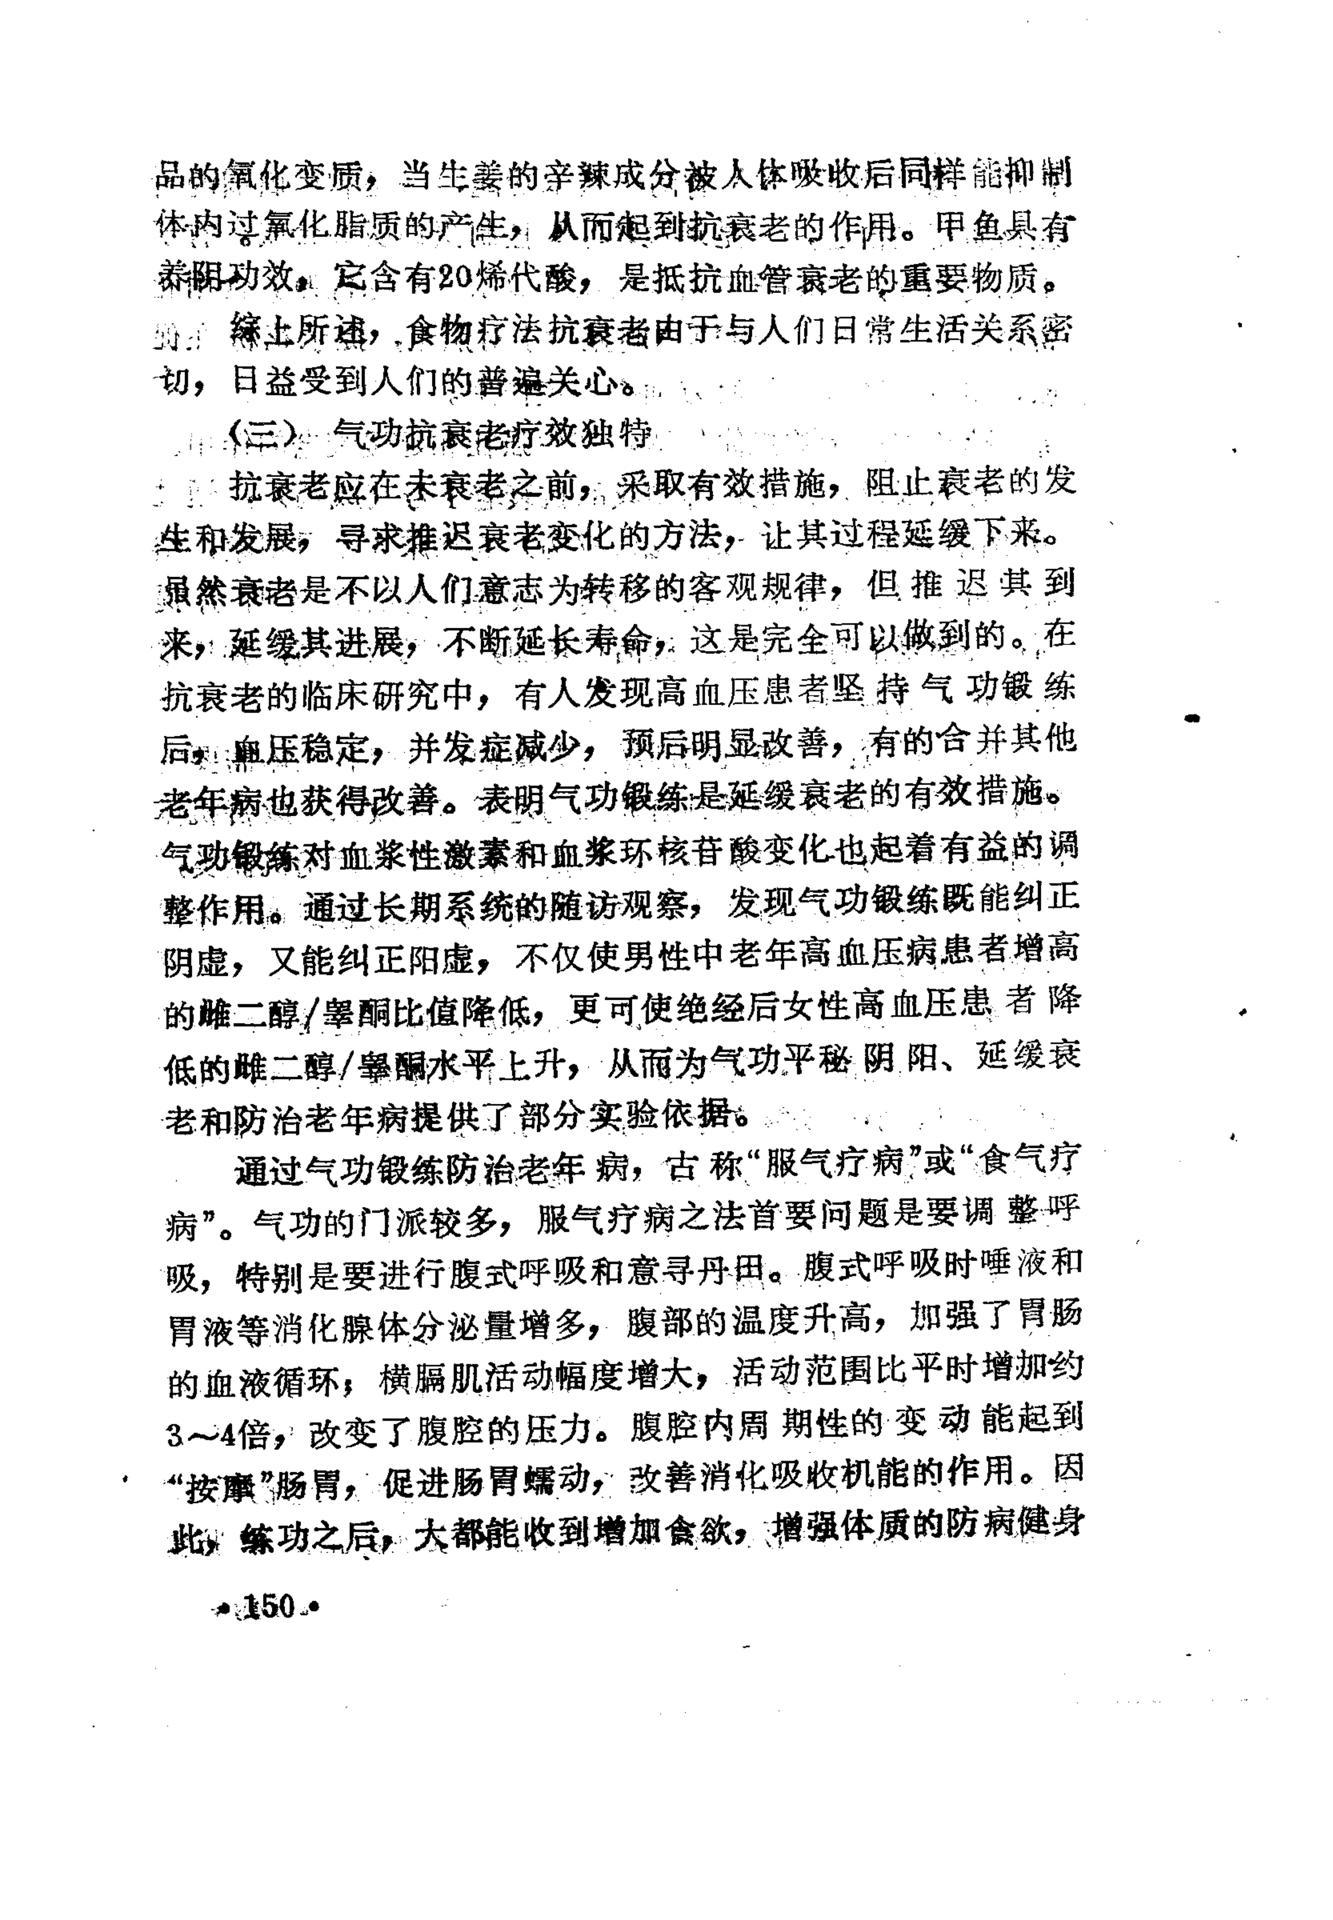 品的氧化变质，当生姜的辛辣成分被人体吸收后同样能抑制
体内过氧化脂质的产生，从而起到抗衰老的作用。甲鱼具有
养阴功效，它含有20烯代酸，是抵抗血管衰老的重要物质。
综上所述，食物疗法抗衰老由于与人们日常生活关系密
切，日益受到人们的普遍关心。
（三） 气功抗衰老疗效独特
抗衰老应在未衰老之前，采取有效措施，阻止衰老的发
生和发展，寻求推迟衰老变化的方法，让其过程延缓下来。
虽然衰老是不以人们意志为转移的客观规律，但推迟其到
来，延缓其进展，不断延长寿命，这是完全可以做到的。在
抗衰老的临床研究中，有人发现高血压患者坚持气功锻练
后，血压稳定，并发症减少，预后明显改善，有的合并其他
老年病也获得改善。表明气功锻练是延缓衰老的有效措施。
气功锻练对血浆性激素和血浆环核苷酸变化也起着有益的调
整作用。通过长期系统的随访观察，发现气功锻练既能纠正
阴虚，又能纠正阳虚，不仅使男性中老年高血压病患者增高
的雌二醇/睾酮比值降低，更可使绝经后女性高血压患者降
低的雌二醇/睾酮水平上升，从而为气功平秘阴阳、延缓衰
老和防治老年病提供了部分实验依据。
通过气功锻练防治老年病，古称“服气疗病”或“食气疗
病”。气功的门派较多，服气疗病之法首要问题是要调整呼
吸，特别是要进行腹式呼吸和意寻丹田。腹式呼吸时唾液和
胃液等消化腺体分泌量增多，腹部的温度升高，加强了胃肠
的血液循环；横膈肌活动幅度增大，活动范围比平时增加约
3～4倍，改变了腹腔的压力。腹腔内周期性的变动能起到
“按摩”肠胃，促进肠胃蠕动，改善消化吸收机能的作用。因
此，练功之后，大都能收到增加食欲，增强体质的防病健身
•150•